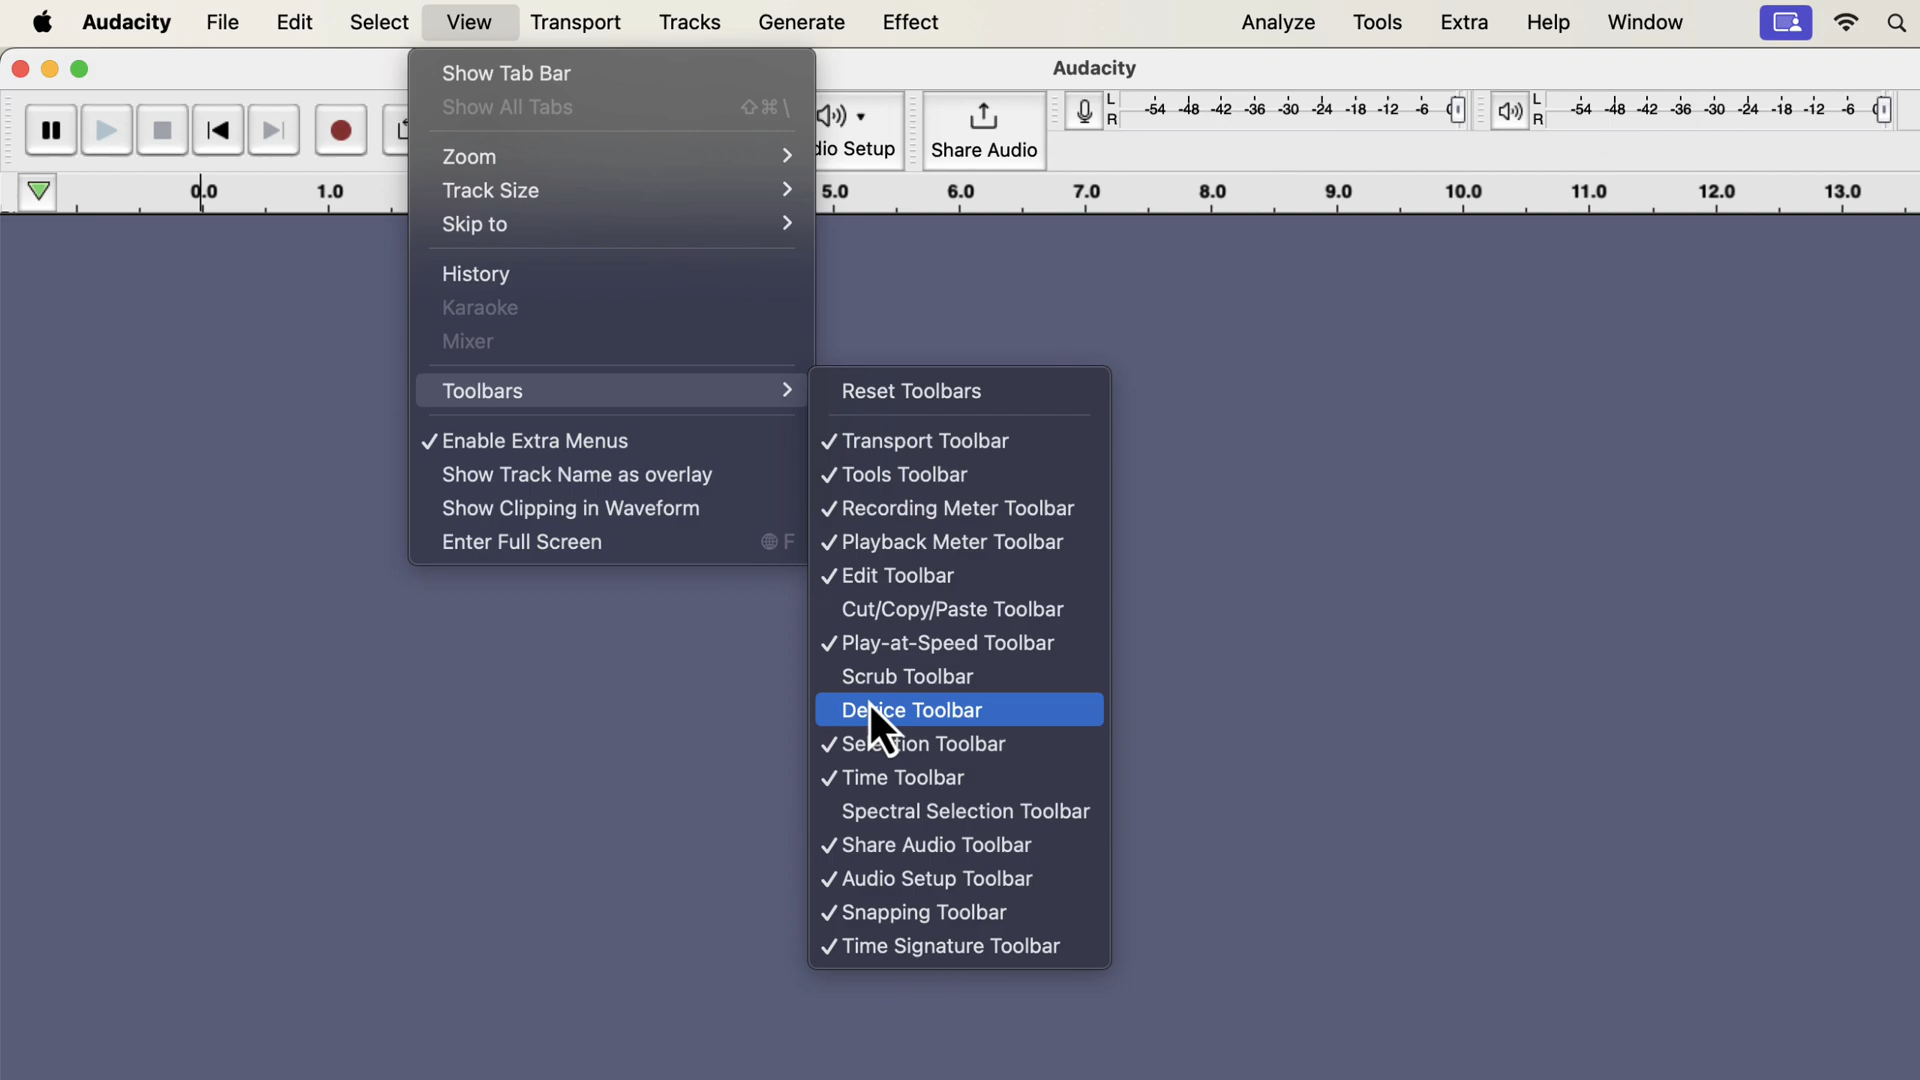 Audacity File Edit Select View Transport Tracks Generate Effect Analyze Tools Extra Help Window
Audacity
Show Tab Bar
Show All Tabs ⇧⌘\
Zoom
Track Size
Skip to
History
Karaoke
Mixer
Toolbars
✓ Enable Extra Menus
Show Track Name as overlay
Show Clipping in Waveform
Enter Full Screen F
dio Setup
Share Audio
L
R
-54 -48 -42 -36 -30 -24 -18 -12 -6 0
L
R
-54 -48 -42 -36 -30 -24 -18 -12 -6 0
0.0 1.0 5.0 6.0 7.0 8.0 9.0 10.0 11.0 12.0 13.0
Reset Toolbars
✓ Transport Toolbar
✓ Tools Toolbar
✓ Recording Meter Toolbar
✓ Playback Meter Toolbar
✓ Edit Toolbar
Cut/Copy/Paste Toolbar
✓ Play-at-Speed Toolbar
Scrub Toolbar
Device Toolbar
✓ Selection Toolbar
✓ Time Toolbar
Spectral Selection Toolbar
✓ Share Audio Toolbar
✓ Audio Setup Toolbar
✓ Snapping Toolbar
✓ Time Signature Toolbar